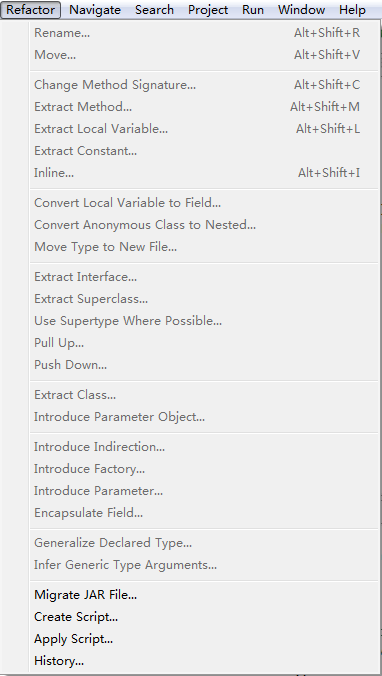 Refactor Navigate Search Project Run Window Help
Rename... Alt+Shift+R
Move... Alt+Shift+V
Change Method Signature... Alt+Shift+C
Extract Method... Alt+Shift+M
Extract Local Variable... Alt+Shift+L
Extract Constant...
Inline... Alt+Shift+I
Convert Local Variable to Field...
Convert Anonymous Class to Nested...
Move Type to New File...
Extract Interface...
Extract Superclass...
Use Supertype Where Possible...
Pull Up...
Push Down...
Extract Class...
Introduce Parameter Object...
Introduce Indirection...
Introduce Factory...
Introduce Parameter...
Encapsulate Field...
Generalize Declared Type...
Infer Generic Type Arguments...
Migrate JAR File...
Create Script...
Apply Script...
History...